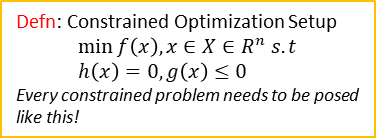 Defn: Constrained Optimization Setup
min f(x), x ∈ X ∈ Rⁿ s.t
h(x) = 0, g(x) ≤ 0
Every constrained problem needs to be posed
like this!